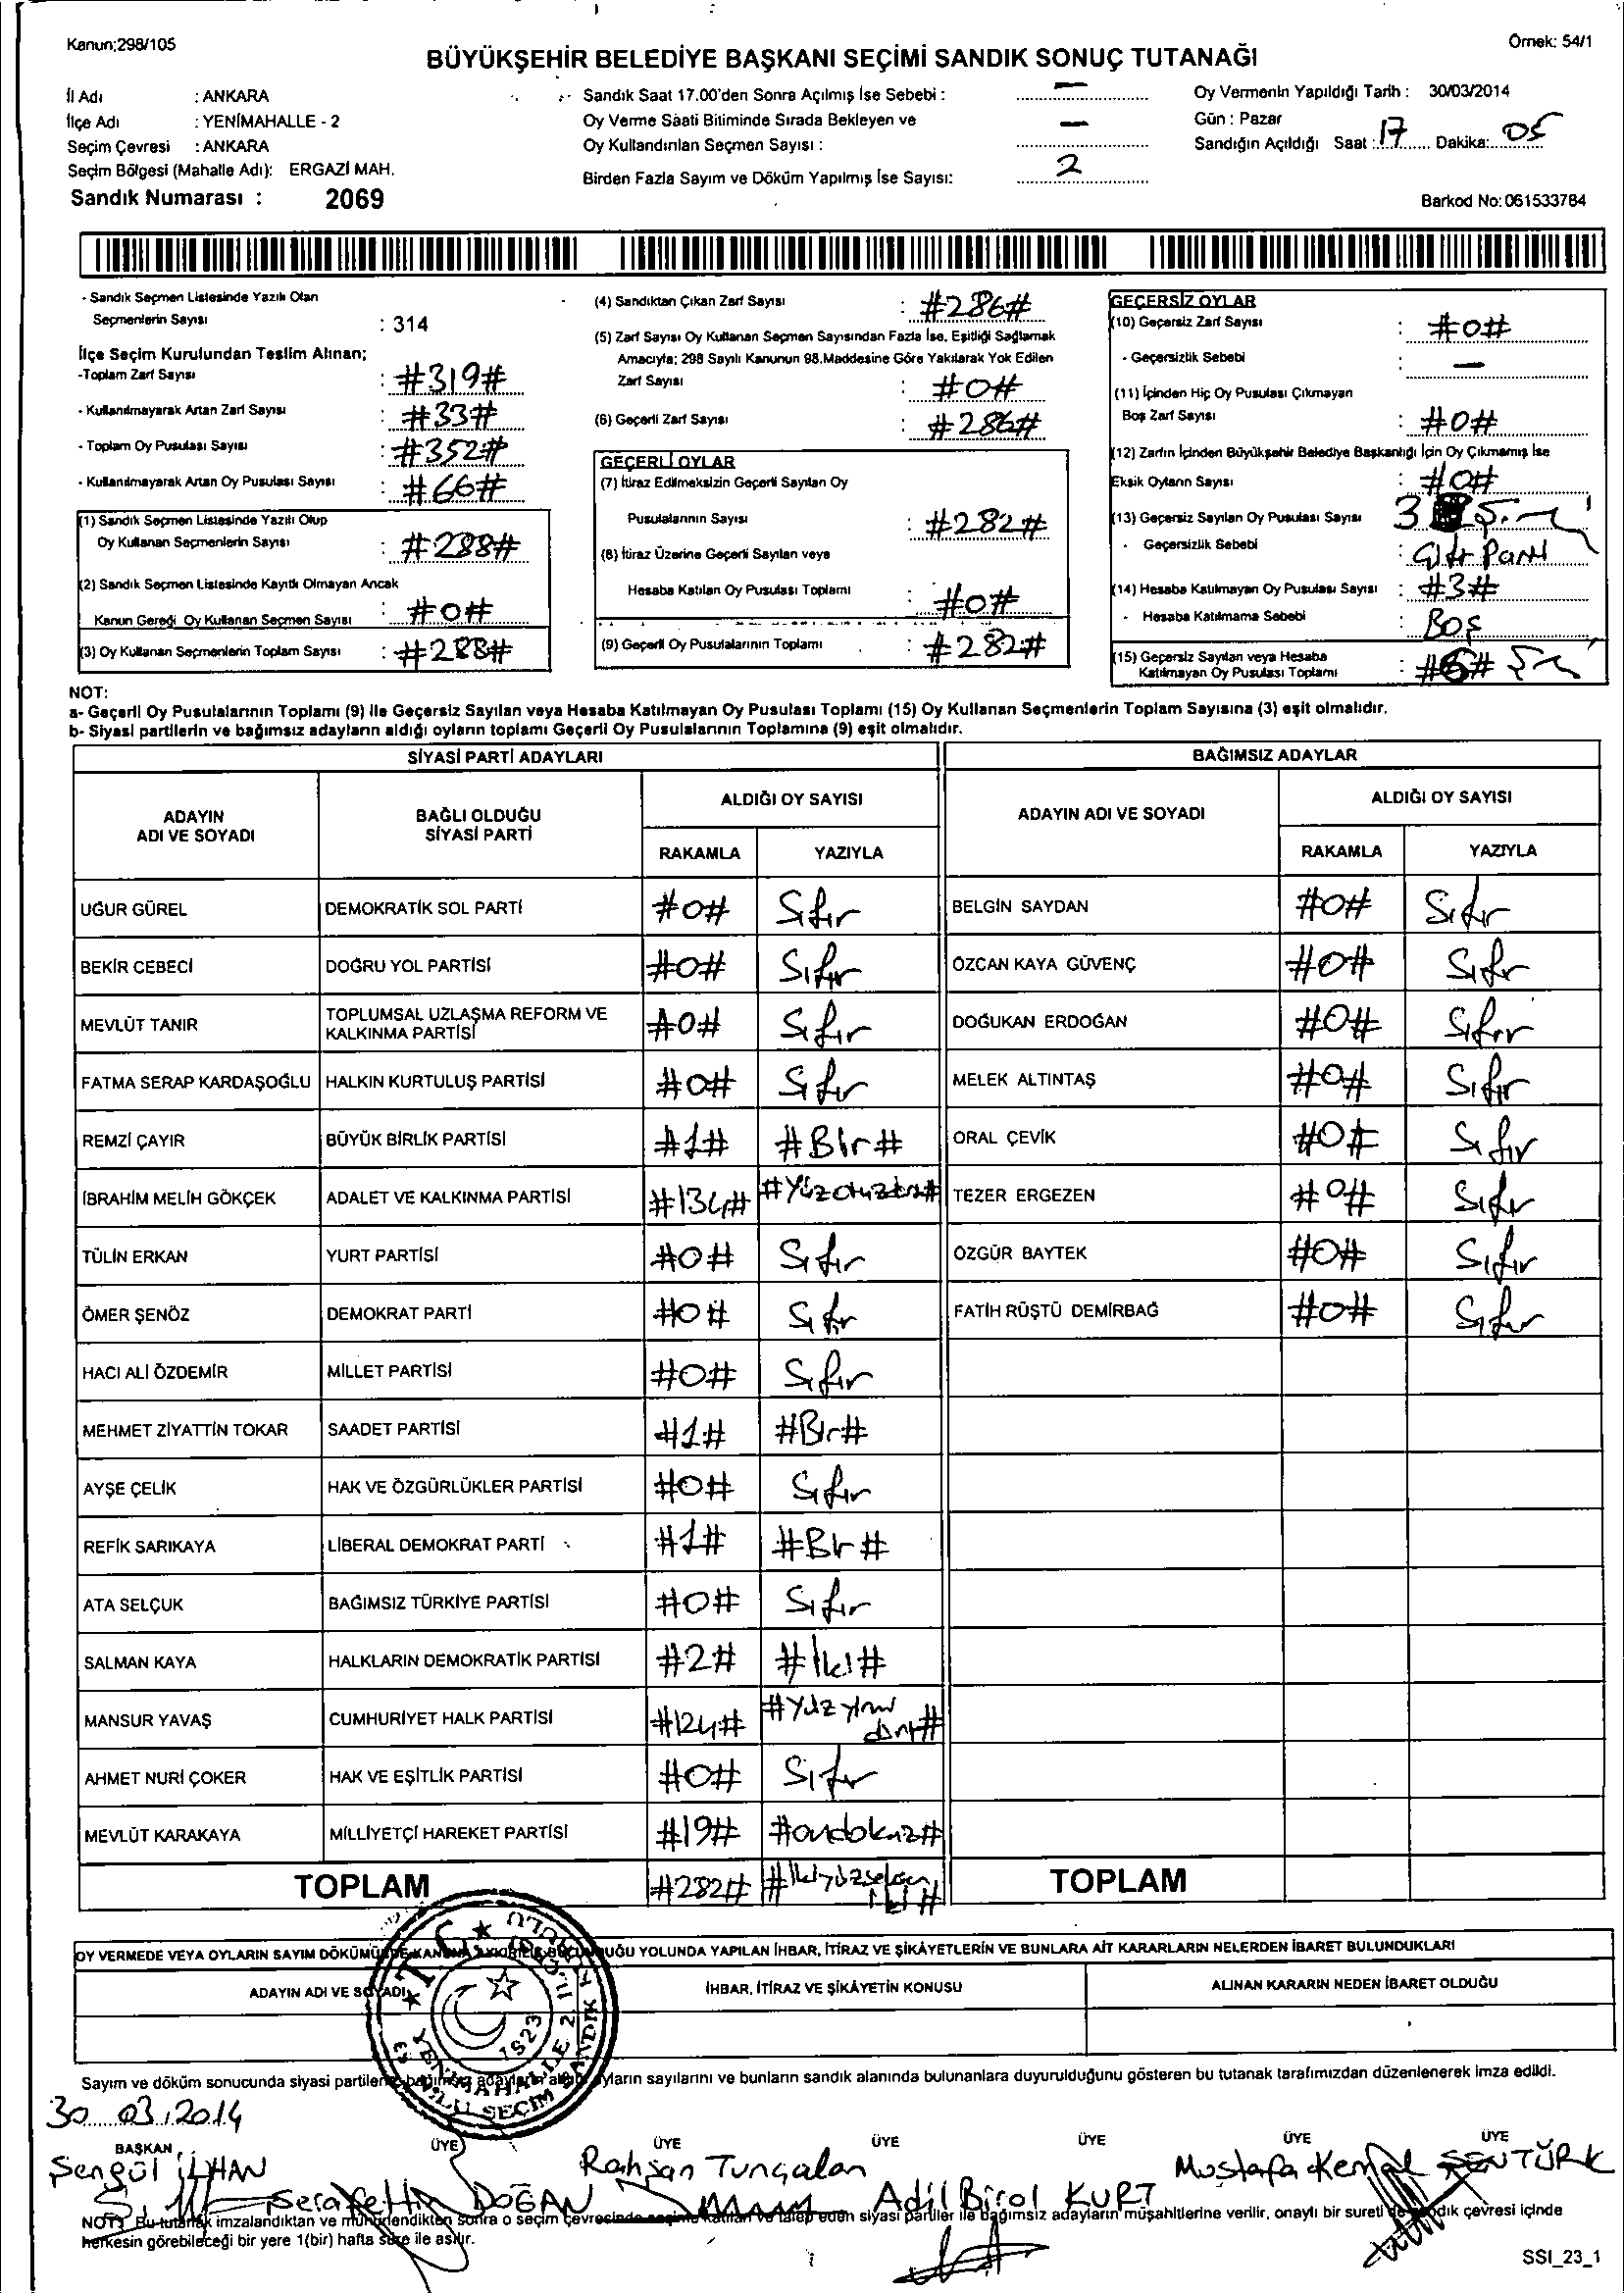 Kanun;298/105
Örnek: 54/1
BÜYÜKŞEHİR BELEDİYE BAŞKANI SEÇİMİ SANDIK SONUÇ TUTANAĞI
İl Adı : ANKARA
İlçe Adı : YENİMAHALLE - 2
Seçim Çevresi : ANKARA
Seçim Bölgesi (Mahalle Adı): ERGAZİ MAH.
Sandık Numarası : 2069
Sandık Saat 17.00'den Sonra Açılmış İse Sebebi : —
Oy Verme Saati Bitiminde Sırada Bekleyen ve
Oy Kullandırılan Seçmen Sayısı : —
Birden Fazla Sayım ve Döküm Yapılmış İse Sayısı: 2
Oy Vermenin Yapıldığı Tarih : 30/03/2014
Gün : Pazar
Sandığın Açıldığı Saat : 17 Dakika: 05
Barkod No: 061533784
- Sandık Seçmen Listesinde Yazılı Olan
Seçmenlerin Sayısı : 314
İlçe Seçim Kurulundan Teslim Alınan;
-Toplam Zarf Sayısı : #319#
- Kullanılmayarak Artan Zarf Sayısı : #33#
- Toplam Oy Pusulası Sayısı : #352#
- Kullanılmayarak Artan Oy Pusulası Sayısı : #66#
(1) Sandık Seçmen Listesinde Yazılı Olup
Oy Kullanan Seçmenlerin Sayısı : #288#
(2) Sandık Seçmen Listesinde Kayıtlı Olmayan Ancak
Kanun Gereği Oy Kullanan Seçmen Sayısı : #0#
(3) Oy Kullanan Seçmenlerin Toplam Sayısı : #288#
(4) Sandıktan Çıkan Zarf Sayısı : #286#
(5) Zarf Sayısı Oy Kullanan Seçmen Sayısından Fazla İse, Eşitliği Sağlamak
Amacıyla; 298 Sayılı Kanunun 98.Maddesine Göre Yakılarak Yok Edilen
Zarf Sayısı : #0#
(6) Geçerli Zarf Sayısı : #286#
GEÇERLİ OYLAR
(7) İtiraz Edilmeksizin Geçerli Sayılan Oy
Pusulalarının Sayısı : #282#
(8) İtiraz Üzerine Geçerli Sayılan veya
Hesaba Katılan Oy Pusulası Toplamı : #0#
(9) Geçerli Oy Pusulalarının Toplamı : #282#
GEÇERSİZ OYLAR
(10) Geçersiz Zarf Sayısı : #0#
- Geçersizlik Sebebi : —
(11) İçinden Hiç Oy Pusulası Çıkmayan
Boş Zarf Sayısı : #0#
(12) Zarfın İçinden Büyükşehir Belediye Başkanlığı İçin Oy Çıkmamış İse
Eksik Oyların Sayısı : #0#
(13) Geçersiz Sayılan Oy Pusulası Sayısı 3
- Geçersizlik Sebebi :
(14) Hesaba Katılmayan Oy Pusulası Sayısı : #3#
- Hesaba Katılmama Sebebi : Boş
(15) Geçersiz Sayılan veya Hesaba
Katılmayan Oy Pusulası Toplamı : #6#
NOT:
a- Geçerli Oy Pusulalarının Toplamı (9) ile Geçersiz Sayılan veya Hesaba Katılmayan Oy Pusulası Toplamı (15) Oy Kullanan Seçmenlerin Toplam Sayısına (3) eşit olmalıdır.
b- Siyasi partilerin ve bağımsız adayların aldığı oyların toplamı Geçerli Oy Pusulalarının Toplamına (9) eşit olmalıdır.
SİYASİ PARTİ ADAYLARI
BAĞIMSIZ ADAYLAR
ADAYIN ADI VE SOYADI
BAĞLI OLDUĞU SİYASİ PARTİ
ALDIĞI OY SAYISI
ADAYIN ADI VE SOYADI
ALDIĞI OY SAYISI
RAKAMLA YAZIYLA RAKAMLA YAZIYLA
UĞUR GÜREL DEMOKRATİK SOL PARTİ #0# Sıfır BELGİN SAYDAN #0# Sıfır
BEKİR CEBECİ DOĞRU YOL PARTİSİ #0# Sıfır ÖZCAN KAYA GÜVENÇ #0# Sıfır
MEVLÜT TANIR TOPLUMSAL UZLAŞMA REFORM VE KALKINMA PARTİSİ #0# Sıfır DOĞUKAN ERDOĞAN #0# Sıfır
FATMA SERAP KARDAŞOĞLU HALKIN KURTULUŞ PARTİSİ #0# Sıfır MELEK ALTINTAŞ #0# Sıfır
REMZİ ÇAYIR BÜYÜK BİRLİK PARTİSİ #1# #Bir# ORAL ÇEVİK #0# Sıfır
İBRAHİM MELİH GÖKÇEK ADALET VE KALKINMA PARTİSİ #134# TEZER ERGEZEN #0# Sıfır
TÜLİN ERKAN YURT PARTİSİ #0# Sıfır ÖZGÜR BAYTEK #0# Sıfır
ÖMER ŞENÖZ DEMOKRAT PARTİ #0# Sıfır FATİH RÜŞTÜ DEMİRBAĞ #0# Sıfır
HACI ALİ ÖZDEMİR MİLLET PARTİSİ #0# Sıfır
MEHMET ZİYATTİN TOKAR SAADET PARTİSİ #1# #Bir#
AYŞE ÇELİK HAK VE ÖZGÜRLÜKLER PARTİSİ #0# Sıfır
REFİK SARIKAYA LİBERAL DEMOKRAT PARTİ #1# #Bir#
ATA SELÇUK BAĞIMSIZ TÜRKİYE PARTİSİ #0# Sıfır
SALMAN KAYA HALKLARIN DEMOKRATİK PARTİSİ #2# #İki#
MANSUR YAVAŞ CUMHURİYET HALK PARTİSİ #124# #Yüz yirmi dört#
AHMET NURİ ÇOKER HAK VE EŞİTLİK PARTİSİ #0# Sıfır
MEVLÜT KARAKAYA MİLLİYETÇİ HAREKET PARTİSİ #19# #ondokuz#
TOPLAM #282# #İkiyüzseksen iki# TOPLAM
OY VERMEDE VEYA OYLARIN SAYIM DÖKÜMÜNDE KANUNA AYKIRILIK BULUNDUĞU YOLUNDA YAPILAN İHBAR, İTİRAZ VE ŞİKÂYETLERİN VE BUNLARA AİT KARARLARIN NELERDEN İBARET BULUNDUKLARI
ADAYIN ADI VE SOYADI İHBAR, İTİRAZ VE ŞİKÂYETİN KONUSU ALINAN KARARIN NEDEN İBARET OLDUĞU
T.C. YENİMAHALLE 2. 1923
Sayım ve döküm sonucunda siyasi partilerin bağımsız adayların aldığı oyların sayılarını ve bunların sandık alanında bulunanlara duyurulduğunu gösteren bu tutanak tarafımızdan düzenlenerek imza edildi.
30.03.2014
BAŞKAN ÜYE ÜYE ÜYE ÜYE ÜYE ÜYE
Şengül İLHAN Serafettin DOĞAN Rahşan Tunçalan Adil Birol KURT Mustafa Kemal ŞENTÜRK
NOT: Bu tutanak imzalandıktan ve mühürlendikten sonra o seçim çevresinde seçime katılan ve talep eden siyasi partiler ile bağımsız adayların müşahitlerine verilir, onaylı bir sureti de sandık çevresi içinde
herkesin görebileceği bir yere 1(bir) hafta süre ile asılır.
SSI_23_1